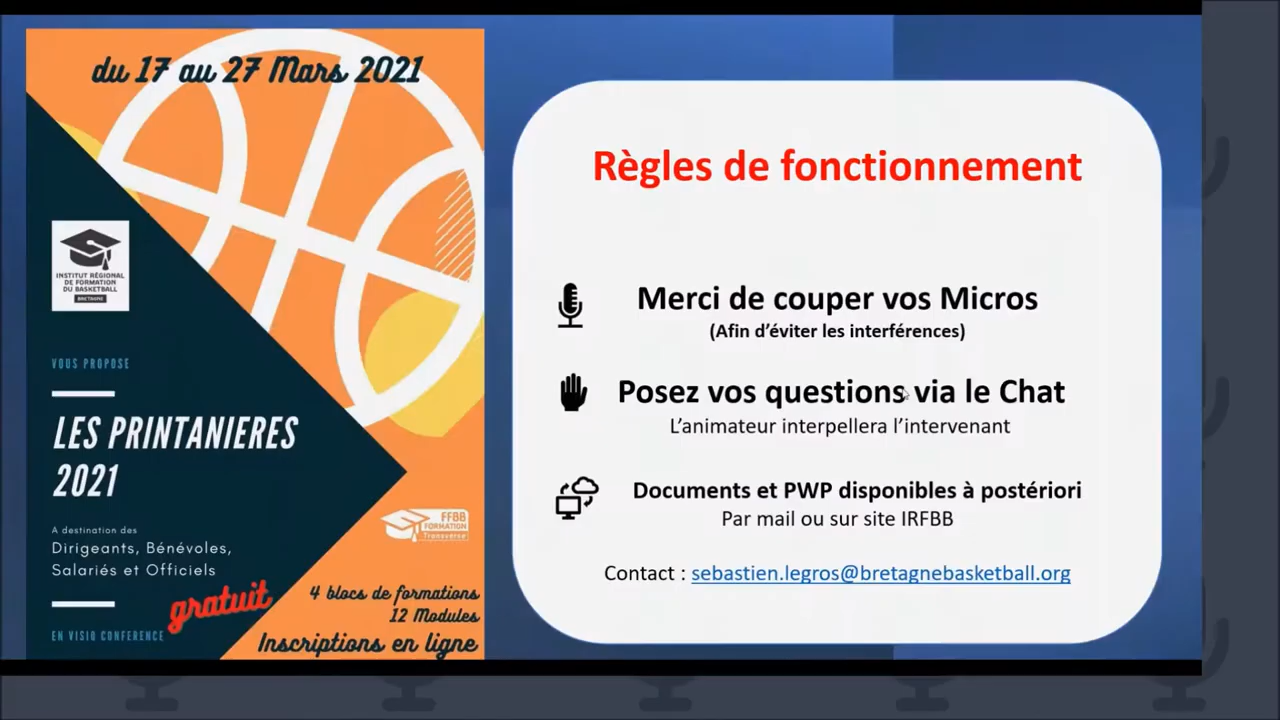 du 17 au 27 Mars 2021
INSTITUT RÉGIONAL
DE FORMATION
DU BASKETBALL
BRETAGNE
VOUS PROPOSE
LES PRINTANIERES
2021
A destination des
Dirigeants, Bénévoles,
Salariés et Officiels
gratuit
EN VISIO CONFERENCE
FFBB
FORMATION
Transverse
4 blocs de formations
12 Modules
Inscriptions en ligne
Règles de fonctionnement
Merci de couper vos Micros
(Afin d’éviter les interférences)
Posez vos questions via le Chat
L’animateur interpellera l’intervenant
Documents et PWP disponibles à postériori
Par mail ou sur site IRFBB
Contact : sebastien.legros@bretagnebasketball.org